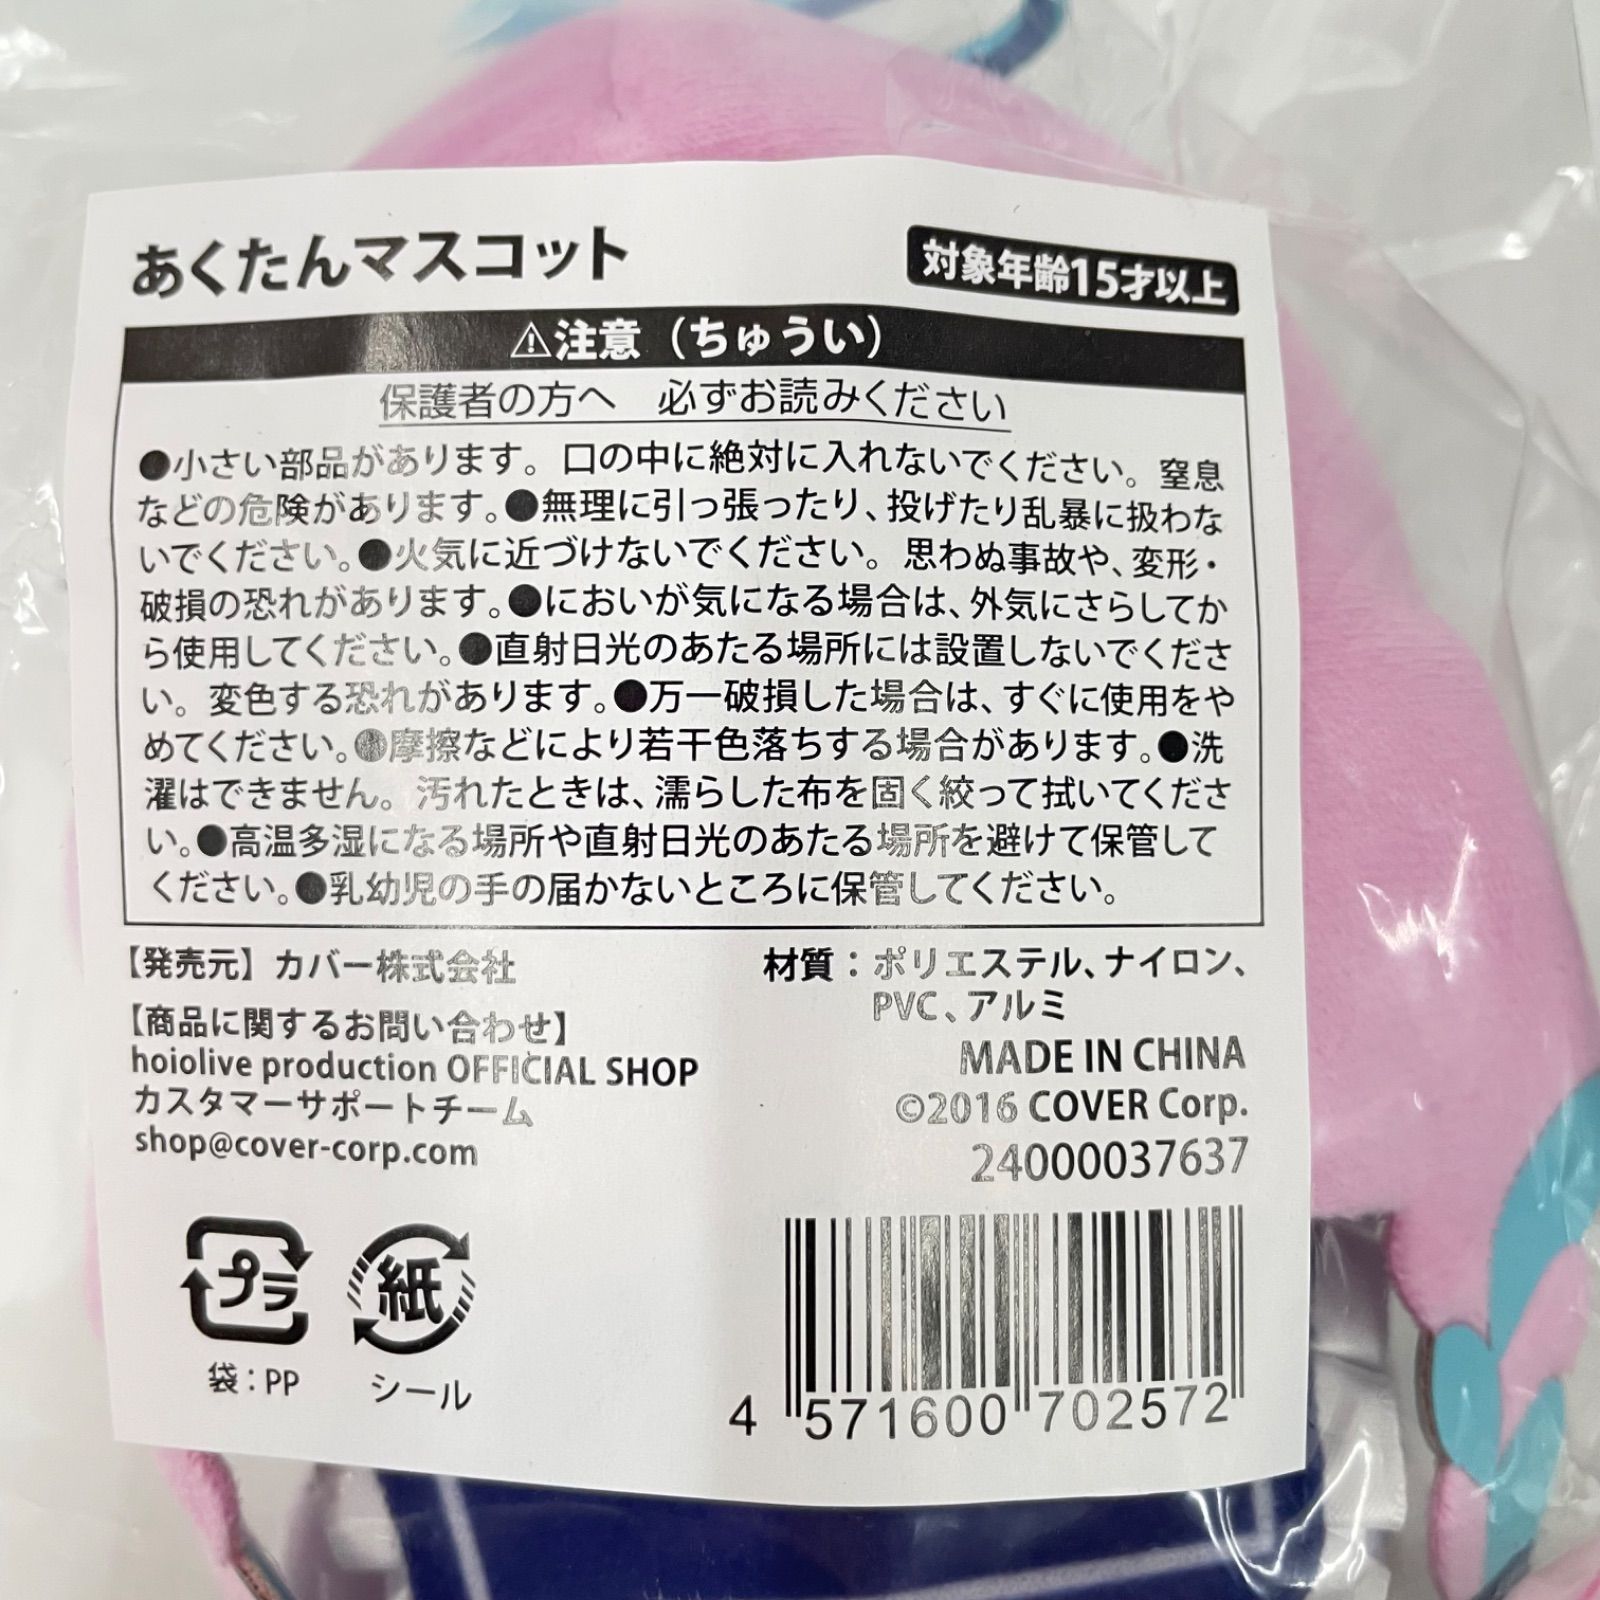 あくたんマスコット
対象年齢15才以上
⚠注意（ちゅうい）
保護者の方へ　必ずお読みください
●小さい部品があります。口の中に絶対に入れないでください。窒息
などの危険があります。●無理に引っ張ったり、投げたり乱暴に扱わな
いでください。●火気に近づけないでください。思わぬ事故や、変形・
破損の恐れがあります。●においが気になる場合は、外気にさらしてか
ら使用してください。●直射日光のあたる場所には設置しないでくださ
い。変色する恐れがあります。●万一破損した場合は、すぐに使用をや
めてください。●摩擦などにより若干色落ちする場合があります。●洗
濯はできません。汚れたときは、濡らした布を固く絞って拭いてくださ
い。●高温多湿になる場所や直射日光のあたる場所を避けて保管して
ください。●乳幼児の手の届かないところに保管してください。
【発売元】カバー株式会社
【商品に関するお問い合わせ】
hoiolive production OFFICIAL SHOP
カスタマーサポートチーム
shop@cover-corp.com
材質：ポリエステル、ナイロン、
PVC、アルミ
MADE IN CHINA
©2016 COVER Corp.
24000037637
プラ
袋：PP
紙
シール
4 571600 702572